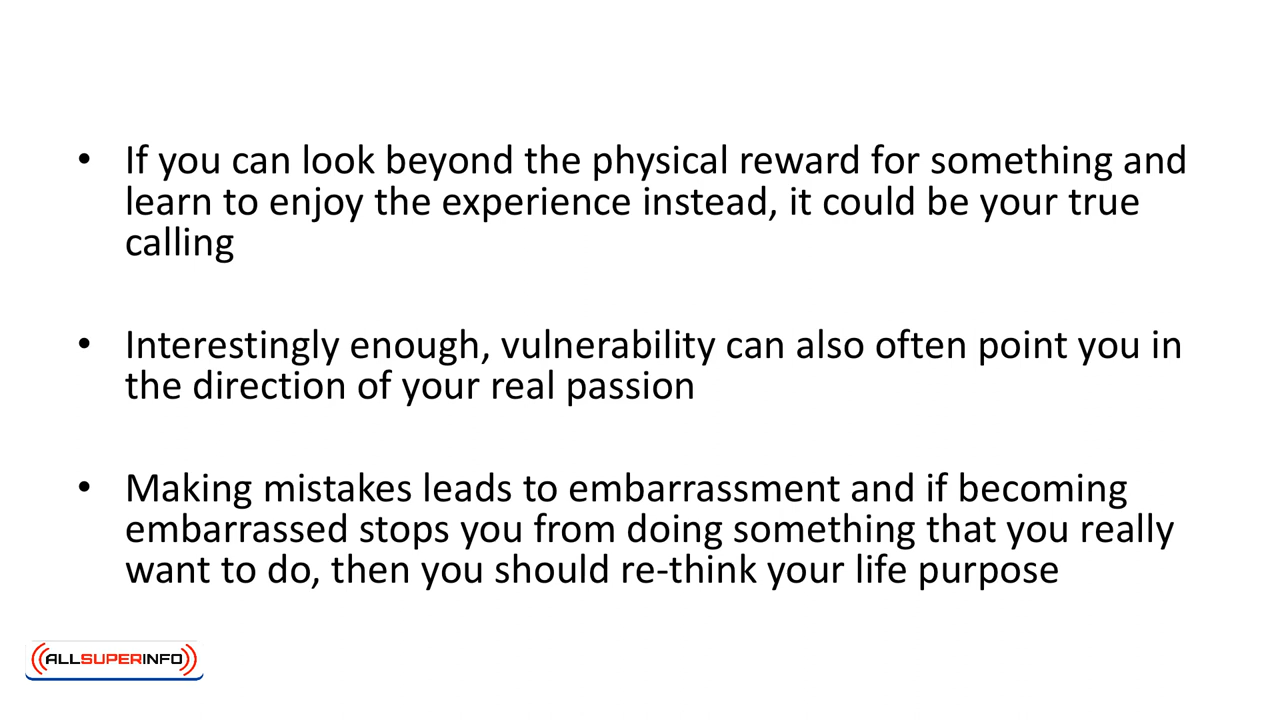 • If you can look beyond the physical reward for something and
learn to enjoy the experience instead, it could be your true
calling
• Interestingly enough, vulnerability can also often point you in
the direction of your real passion
• Making mistakes leads to embarrassment and if becoming
embarrassed stops you from doing something that you really
want to do, then you should re-think your life purpose
ALLSUPERINFO